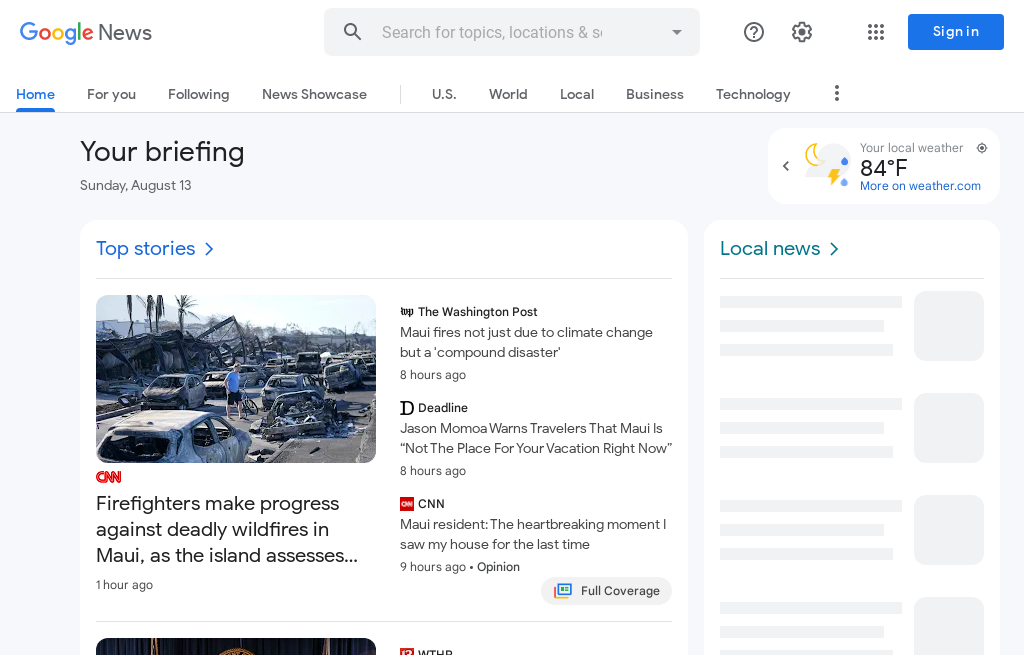 Google News
Search for topics, locations & s
Sign in
Home
For you
Following
News Showcase
U.S.
World
Local
Business
Technology
Your briefing
Sunday, August 13
Your local weather
84°F
More on weather.com
Top stories
CNN
Firefighters make progress
against deadly wildfires in
Maui, as the island assesses...
1 hour ago
wp The Washington Post
Maui fires not just due to climate change
but a 'compound disaster'
8 hours ago
D Deadline
Jason Momoa Warns Travelers That Maui Is
“Not The Place For Your Vacation Right Now”
8 hours ago
CNN CNN
Maui resident: The heartbreaking moment I
saw my house for the last time
9 hours ago • Opinion
Full Coverage
WTHR
Local news